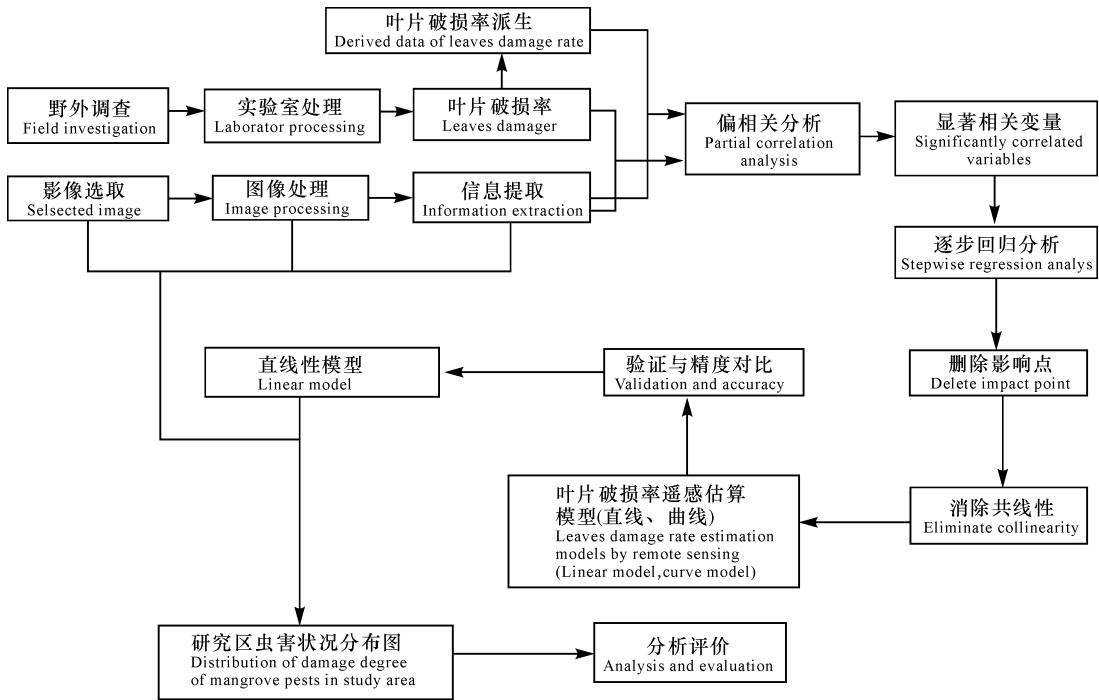 叶片破损率派生
Derived data of leaves damage rate
野外调查
Field investigation
实验室处理
Laborator processing
叶片破损率
Leaves damager
偏相关分析
Partial correlation
analysis
显著相关变量
Significantly correlated
variables
影像选取
Selsected image
图像处理
Image processing
信息提取
Information extraction
逐步回归分析
Stepwise regression analys
直线性模型
Linear model
验证与精度对比
Validation and accuracy
删除影响点
Delete impact point
叶片破损率遥感估算
模型(直线、曲线)
Leaves damage rate estimation
models by remote sensing
(Linear model,curve model)
消除共线性
Eliminate collinearity
研究区虫害状况分布图
Distribution of damage degree
of mangrove pests in study area
分析评价
Analysis and evaluation